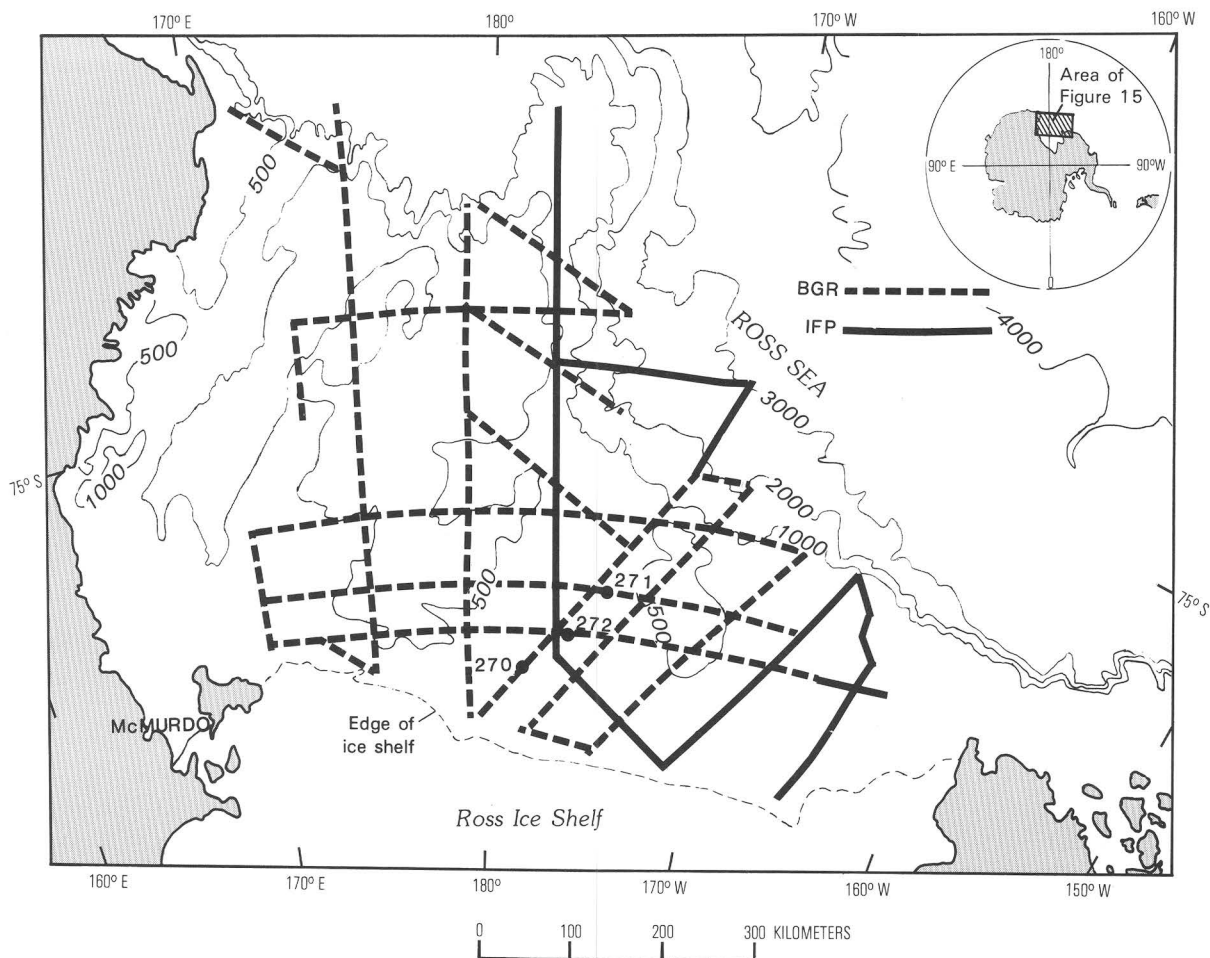 170° E
180°
170° W
160° W
180°
Area of
Figure 15
90° E
90°W
0
500
BGR
IFP
4000
ROSS SEA
500
3000
75° S
1000
2000
1000
500
271
500
272
75° S
270
McMURDO
Edge of
ice shelf
Ross Ice Shelf
160° E
170° E
180°
170° W
160° W
150° W
0 100 200 300 KILOMETERS